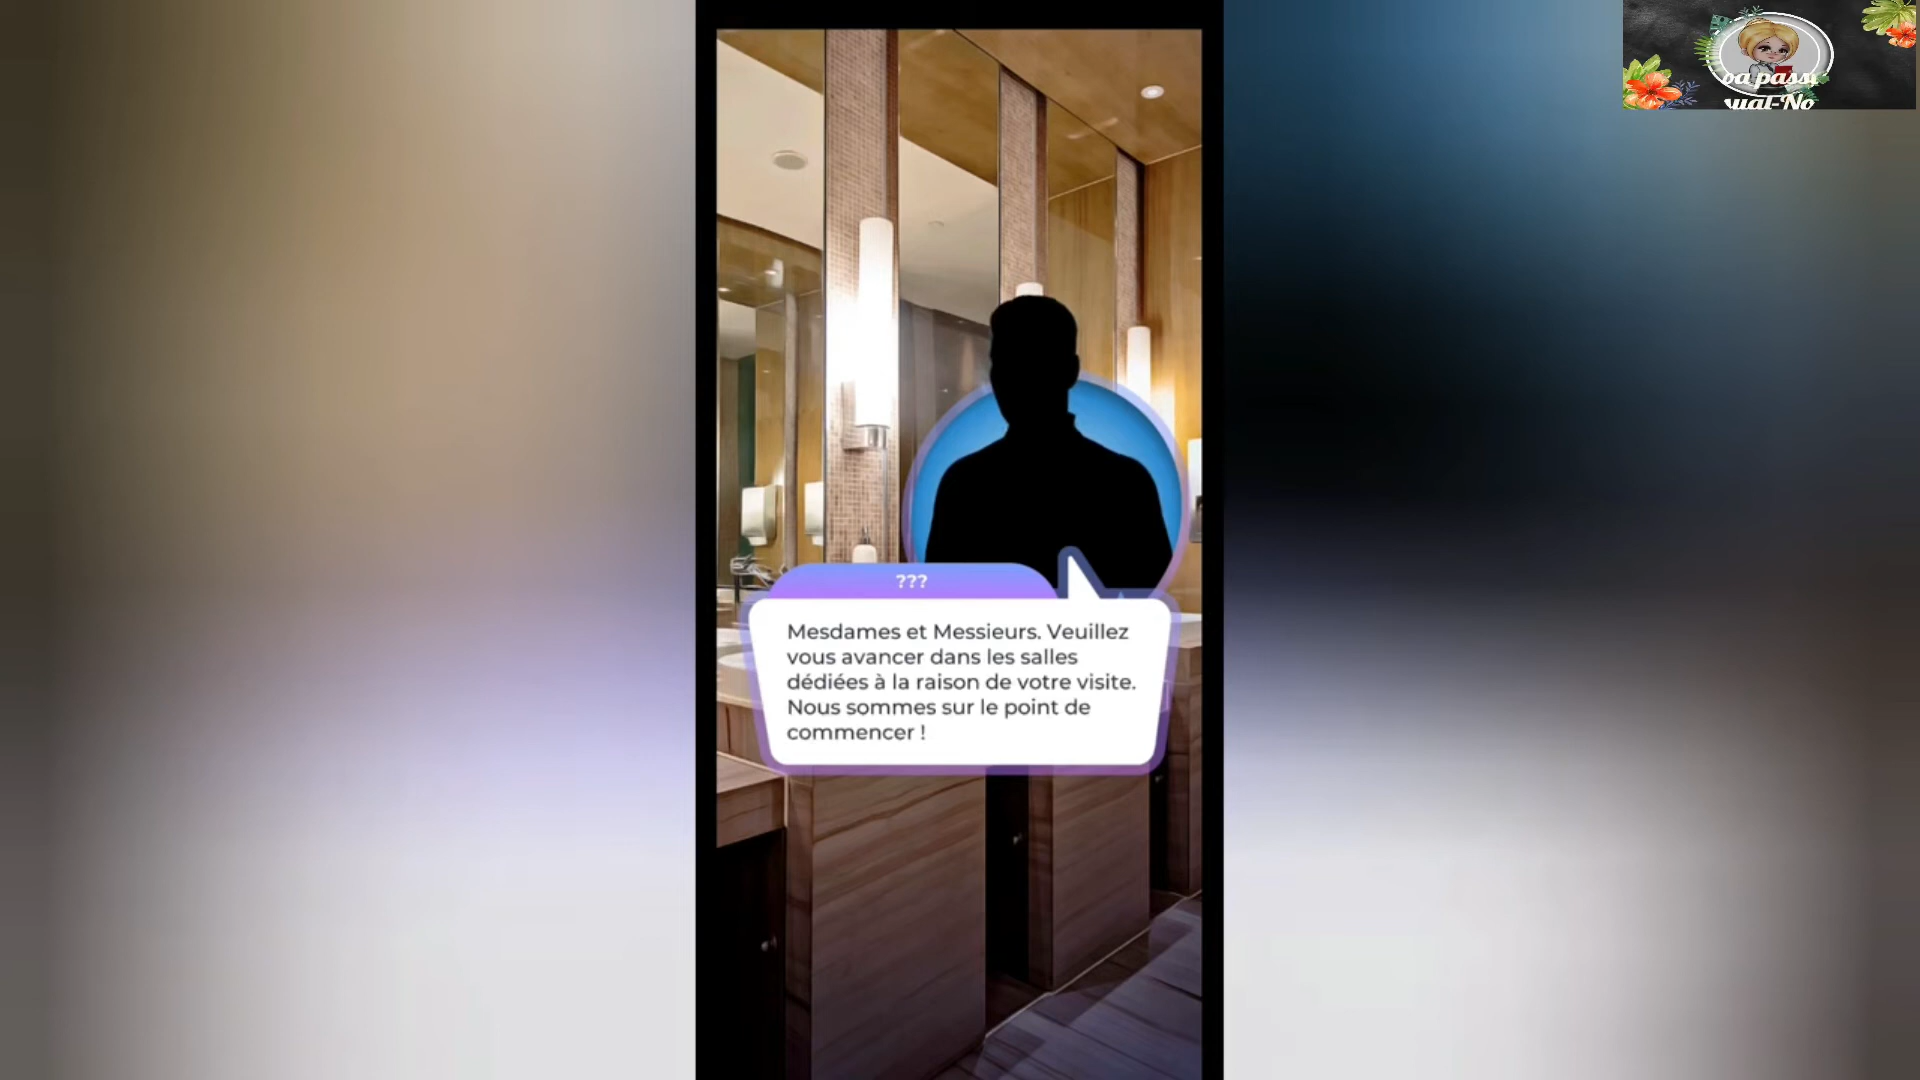 ???
Mesdames et Messieurs. Veuillez
vous avancer dans les salles
dédiées à la raison de votre visite.
Nous sommes sur le point de
commencer !